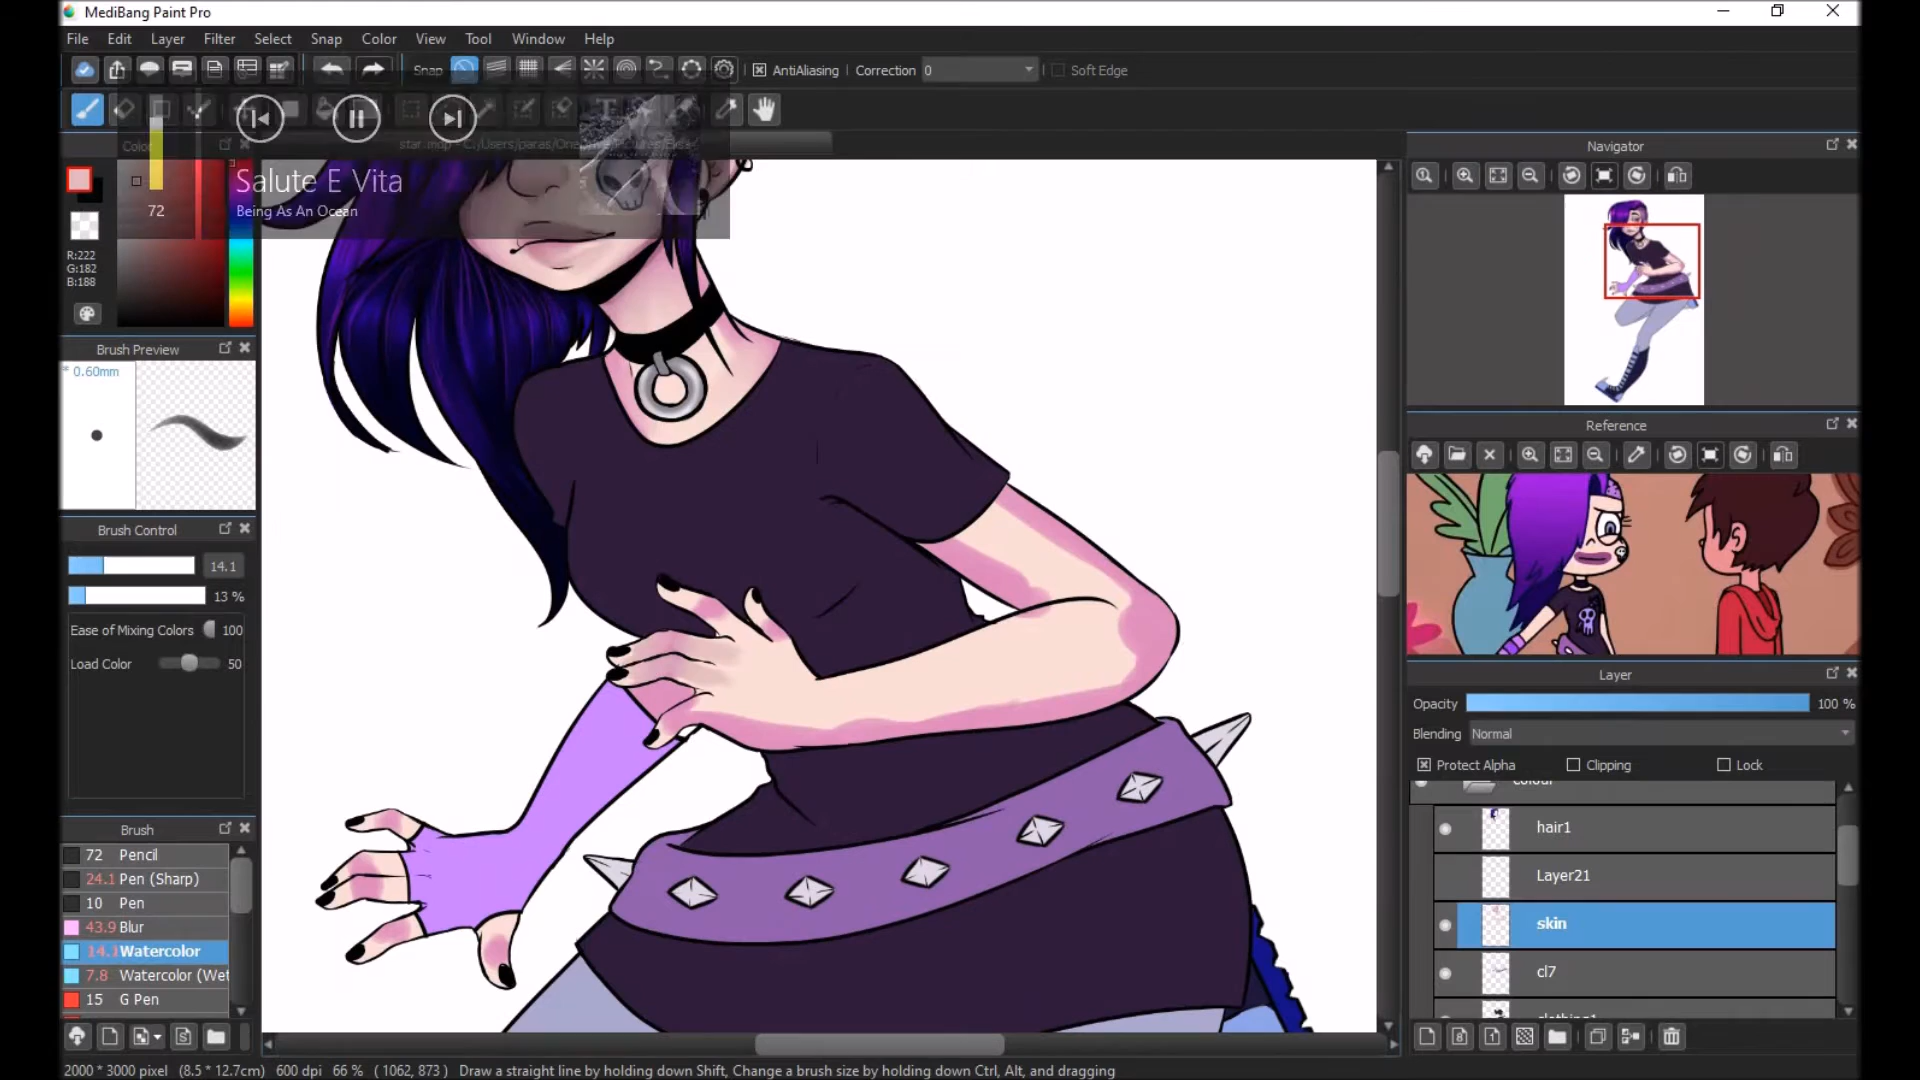 MediBang Paint Pro
File Edit Layer Filter Select Snap Color View Tool Window Help
Snap AntiAliasing Correction 0 Soft Edge
Color
72
Salute E Vita
Being As An Ocean
R:222
G:182
B:188
Brush Preview
* 0.60mm
Brush Control
14.1
13 %
Ease of Mixing Colors 100
Load Color 50
Brush
72 Pencil
24.1 Pen (Sharp)
10 Pen
43.9 Blur
14.1 Watercolor
7.8 Watercolor (Wet
15 G Pen
Navigator
Reference
Layer
Opacity 100 %
Blending Normal
Protect Alpha Clipping Lock
colour
hair1
Layer21
skin
cl7
clothing1
2000 * 3000 pixel (8.5 * 12.7cm) 600 dpi 66 % ( 1062, 873 ) Draw a straight line by holding down Shift, Change a brush size by holding down Ctrl, Alt, and dragging